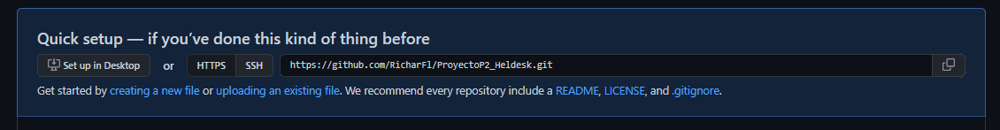 Quick setup — if you’ve done this kind of thing before
Set up in Desktop or HTTPS SSH https://github.com/RicharFl/ProyectoP2_Heldesk.git
Get started by creating a new file or uploading an existing file. We recommend every repository include a README, LICENSE, and .gitignore.